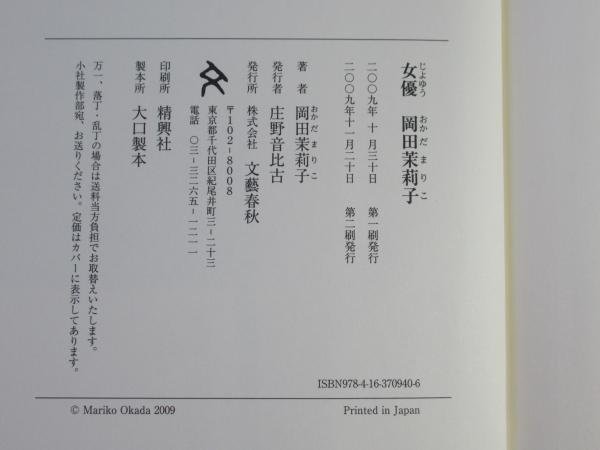 じよゆう おかだまりこ
女優 岡田茉莉子
二〇〇九年 十 月三十日 第一刷発行
二〇〇九年十一月二十日 第二刷発行
おかだまりこ
著 者 岡田茉莉子
発行者 庄野音比古
発行所 株式会社 文藝春秋
〒102-8008
東京都千代田区紀尾井町三-二十三
電話 〇三-三二六五-一二一一
印刷所 精興社
製本所 大口製本
万一、落丁・乱丁の場合は送料当方負担でお取替えいたします。
小社製作部宛、お送りください。定価はカバーに表示してあります。
ISBN978-4-16-370940-6
© Mariko Okada 2009
Printed in Japan